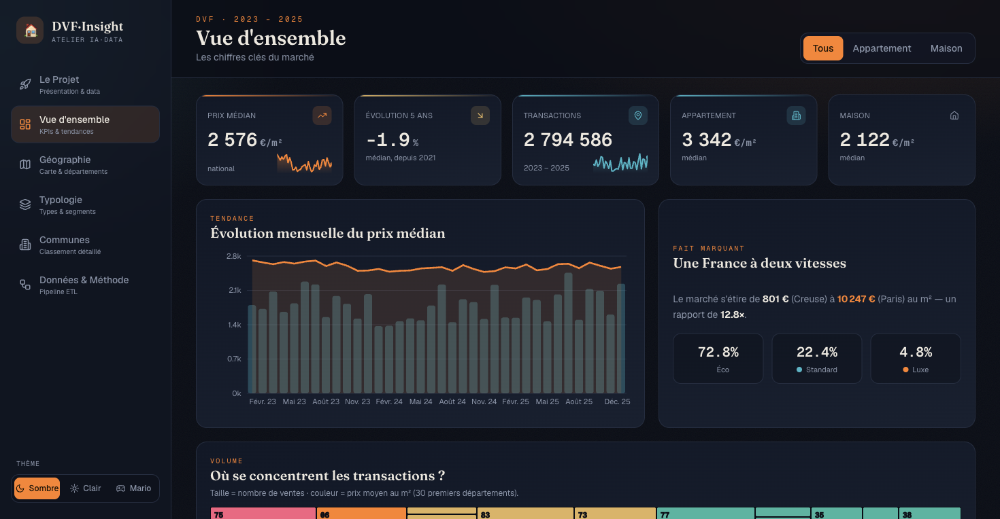 DVF·Insight
ATELIER IA·DATA
Le Projet
Présentation & data
Vue d'ensemble
KPIs & tendances
Géographie
Carte & départements
Typologie
Types & segments
Communes
Classement détaillé
Données & Méthode
Pipeline ETL
THÈME
Sombre Clair Mario
DVF · 2023 – 2025
Vue d'ensemble
Les chiffres clés du marché
Tous Appartement Maison
PRIX MÉDIAN
2 576 €/m²
national
ÉVOLUTION 5 ANS
-1.9 %
médian, depuis 2021
TRANSACTIONS
2 794 586
2023 – 2025
APPARTEMENT
3 342 €/m²
médian
MAISON
2 122 €/m²
médian
TENDANCE
Évolution mensuelle du prix médian
2.8k
2.1k
1.4k
0.7k
0k
Févr. 23 Mai 23 Août 23 Nov. 23 Févr. 24 Mai 24 Août 24 Nov. 24 Févr. 25 Mai 25 Août 25 Déc. 25
FAIT MARQUANT
Une France à deux vitesses
Le marché s'étire de 801 € (Creuse) à 10 247 € (Paris) au m² — un
rapport de 12.8×.
72.8%
Éco
22.4%
Standard
4.8%
Luxe
VOLUME
Où se concentrent les transactions ?
Taille = nombre de ventes · couleur = prix moyen au m² (30 premiers départements).
75 06 83 73 77 35 38